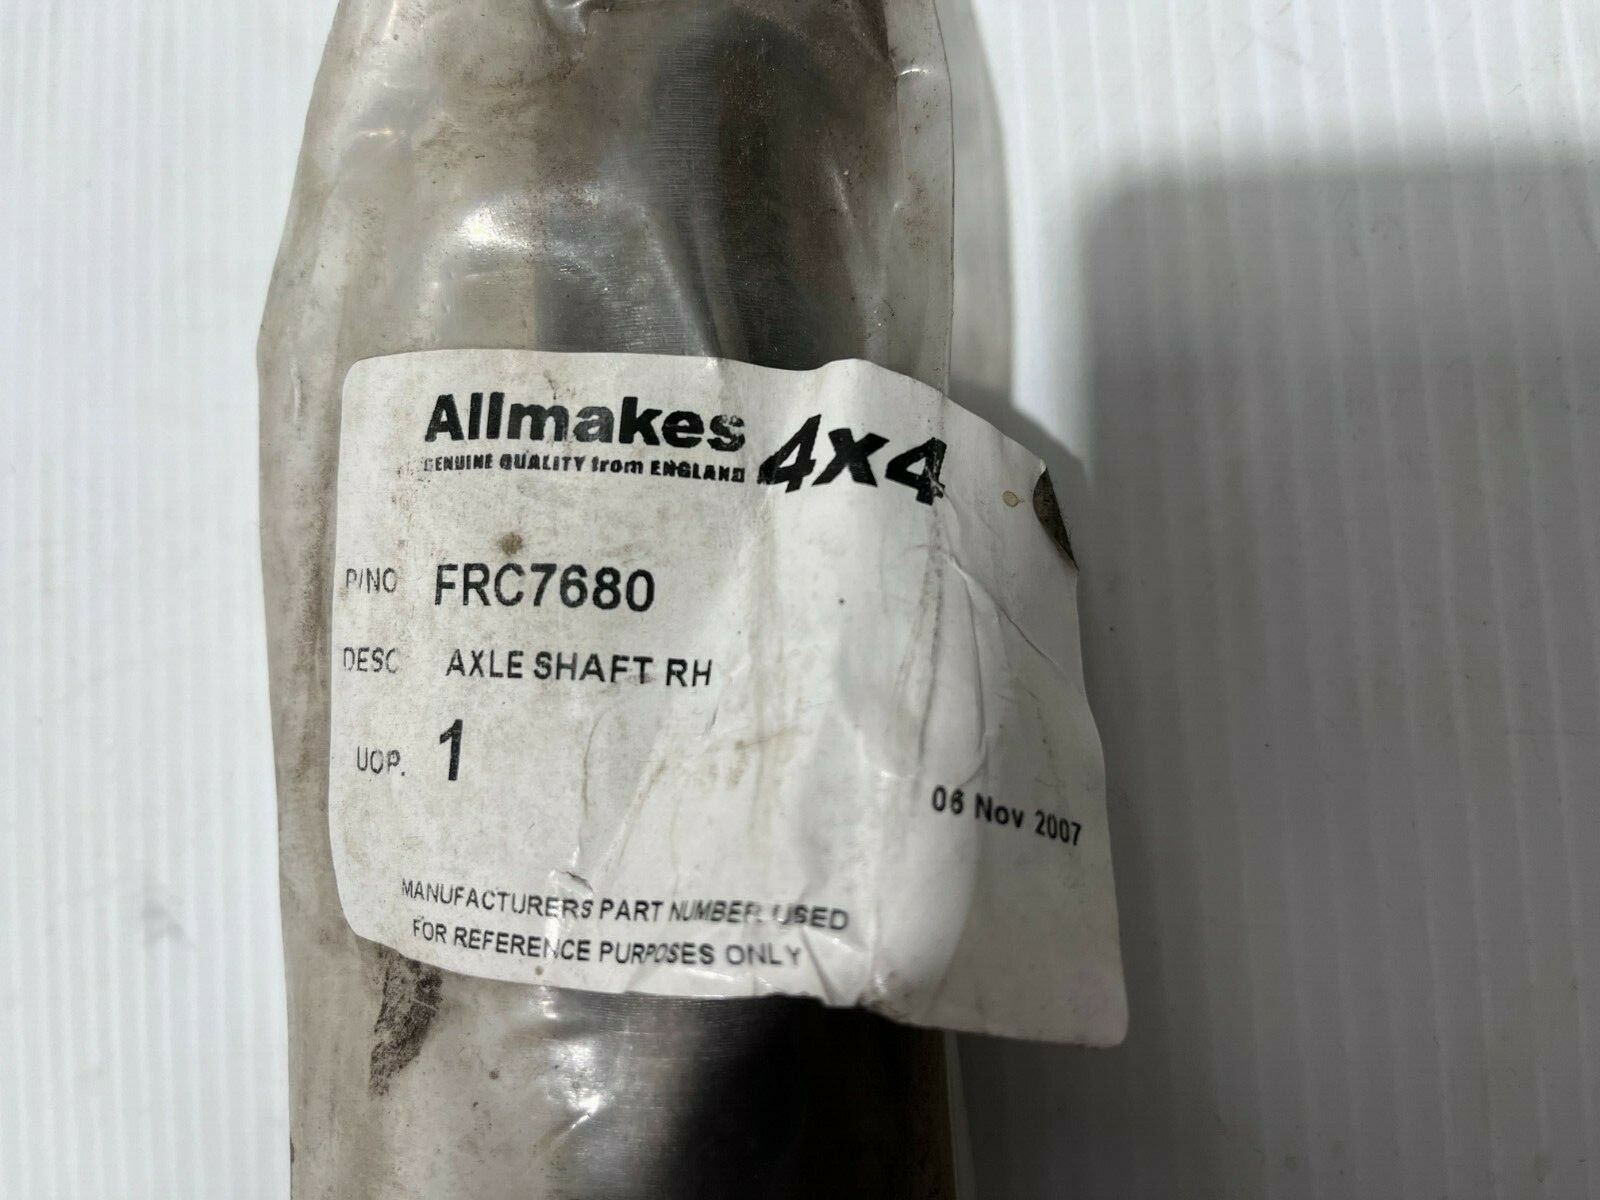 Allmakes 4x4
GENUINE QUALITY from ENGLAND
P/NO FRC7680
DESC AXLE SHAFT RH
UOP. 1
06 Nov 2007
MANUFACTURERS PART NUMBER USED
FOR REFERENCE PURPOSES ONLY